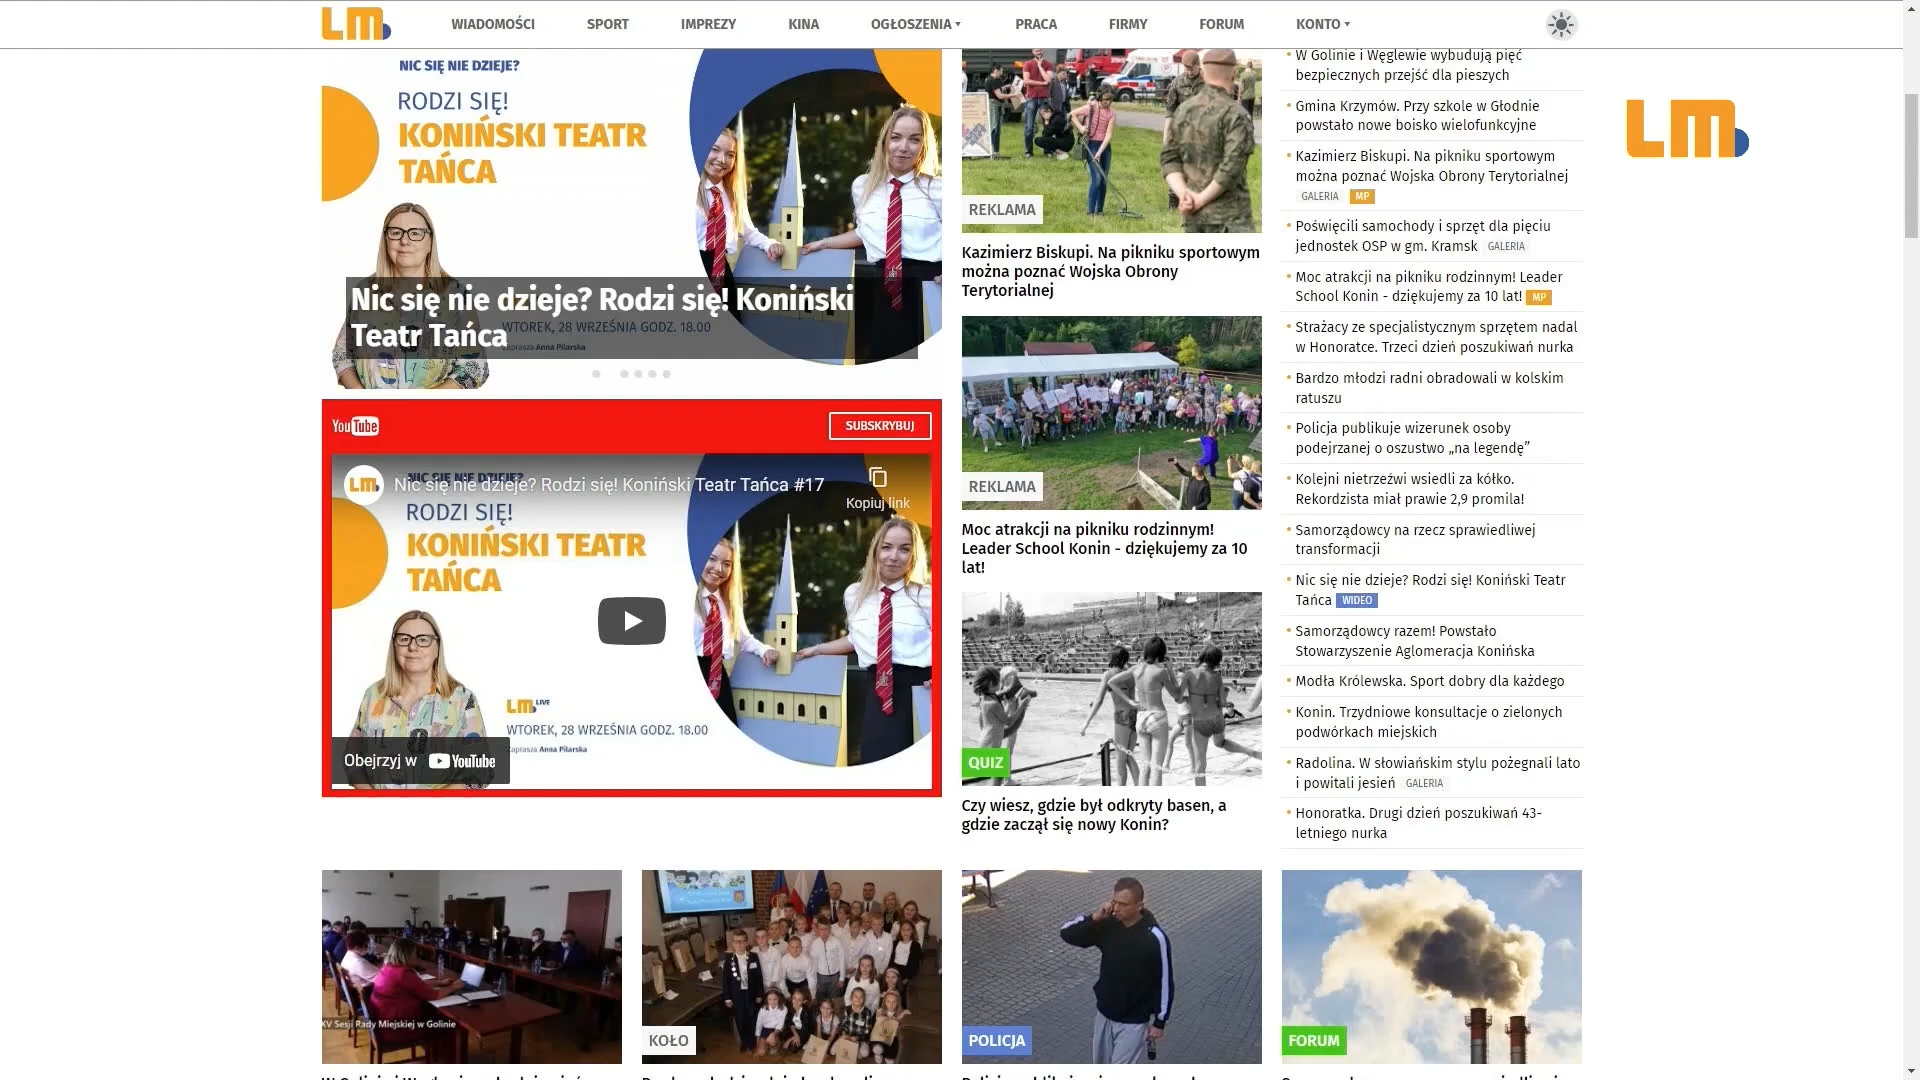 LM
WIADOMOŚCI
SPORT
IMPREZY
KINA
OGŁOSZENIA
PRACA
FIRMY
FORUM
KONTO
NIC SIĘ NIE DZIEJE?
RODZI SIĘ!
KONIŃSKI TEATR
TAŃCA
Nic się nie dzieje? Rodzi się! Koniński
Teatr Tańca
WTOREK, 28 WRZEŚNIA GODZ. 18.00
Zaprasza Anna Pilarska
YouTube
SUBSKRYBUJ
LM
NIC SIĘ NIE DZIEJE?
Nic się nie dzieje? Rodzi się! Koniński Teatr Tańca #17
Kopiuj link
RODZI SIĘ!
KONIŃSKI TEATR
TAŃCA
LM LIVE
WTOREK, 28 WRZEŚNIA GODZ. 18.00
Zaprasza Anna Pilarska
Obejrzyj w YouTube
REKLAMA
Kazimierz Biskupi. Na pikniku sportowym
można poznać Wojska Obrony
Terytorialnej
REKLAMA
Moc atrakcji na pikniku rodzinnym!
Leader School Konin - dziękujemy za 10
lat!
QUIZ
Czy wiesz, gdzie był odkryty basen, a
gdzie zaczął się nowy Konin?
W Golinie i Węglewie wybudują pięć
bezpiecznych przejść dla pieszych
Gmina Krzymów. Przy szkole w Głodnie
powstało nowe boisko wielofunkcyjne
Kazimierz Biskupi. Na pikniku sportowym
można poznać Wojska Obrony Terytorialnej
GALERIA MP
Poświęcili samochody i sprzęt dla pięciu
jednostek OSP w gm. Kramsk GALERIA
Moc atrakcji na pikniku rodzinnym! Leader
School Konin - dziękujemy za 10 lat! MP
Strażacy ze specjalistycznym sprzętem nadal
w Honoratce. Trzeci dzień poszukiwań nurka
Bardzo młodzi radni obradowali w kolskim
ratuszu
Policja publikuje wizerunek osoby
podejrzanej o oszustwo „na legendę”
Kolejni nietrzeźwi wsiedli za kółko.
Rekordzista miał prawie 2,9 promila!
Samorządowcy na rzecz sprawiedliwej
transformacji
Nic się nie dzieje? Rodzi się! Koniński Teatr
Tańca WIDEO
Samorządowcy razem! Powstało
Stowarzyszenie Aglomeracja Konińska
Modła Królewska. Sport dobry dla każdego
Konin. Trzydniowe konsultacje o zielonych
podwórkach miejskich
Radolina. W słowiańskim stylu pożegnali lato
i powitali jesień GALERIA
Honoratka. Drugi dzień poszukiwań 43-
letniego nurka
LM
XV Sesji Rady Miejskiej w Golinie
KOŁO
POLICJA
FORUM